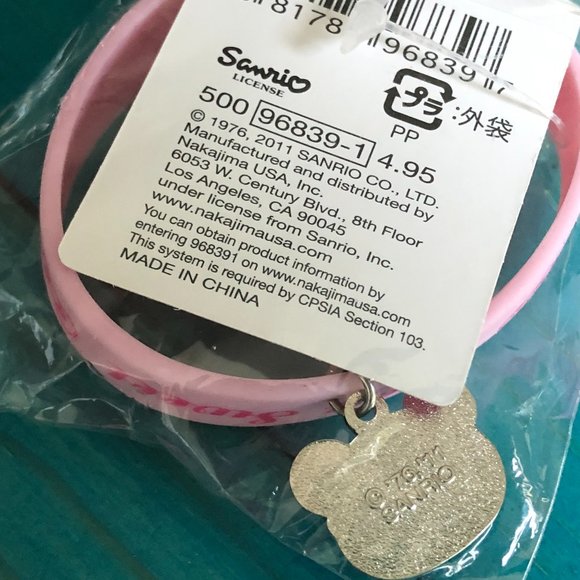 8178 96839 7
Sanrio
LICENSE
プラ :外袋
PP
500 96839-1 4.95
© 1976, 2011 SANRIO CO., LTD.
Manufactured and distributed by
Nakajima USA, Inc.
6053 W. Century Blvd., 8th Floor
Los Angeles, CA 90045
under license from Sanrio, Inc.
www.nakajimausa.com
You can obtain product information by
entering 968391 on www.nakajimausa.com
This system is required by CPSIA Section 103.
MADE IN CHINA
© '76,'11
SANRIO